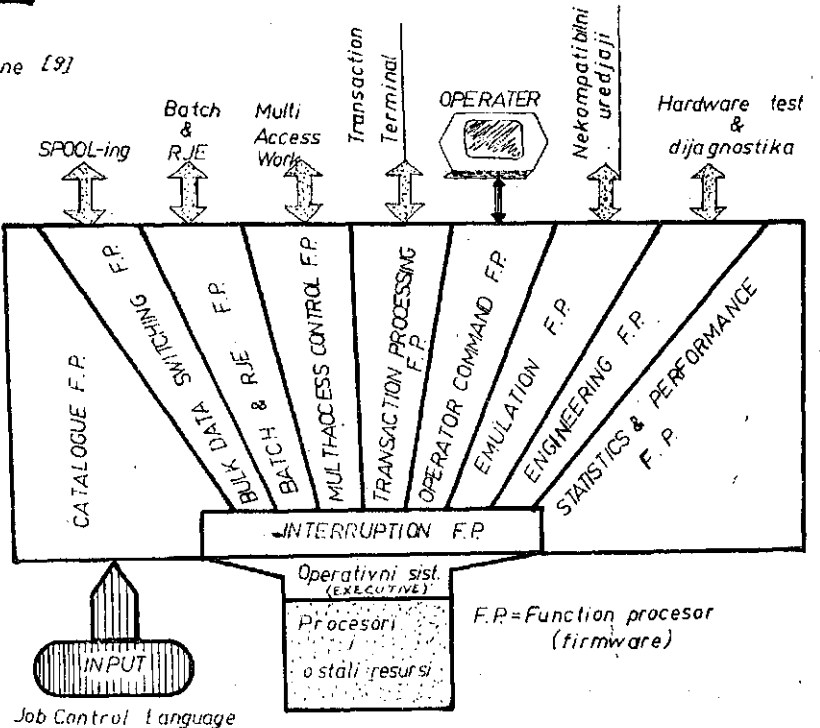 ne [9]
SPOOL-ing
Batch
&
RJE
Multi
Access
Work
Transaction
Terminal
OPERATER
Nekompatibilni
uredjaji
Hardware test
&
dijagnostika
CATALOGUE F.P.
BULK DATA SWITCHING F.P.
BATCH & RJE F.P.
MULTIACCESS CONTROL F.P.
TRANSACTION PROCESSING
F.P.
OPERATOR COMMAND F.P.
EMULATION F.P.
ENGINEERING F.P.
STATISTICS & PERFORMANCE
F.P.
INTERRUPTION F.P.
Operativni sist.
(EXECUTIVE)
Procesori
i
ostali resursi
F.P.=Function procesor
(firmware)
INPUT
Job Control Language